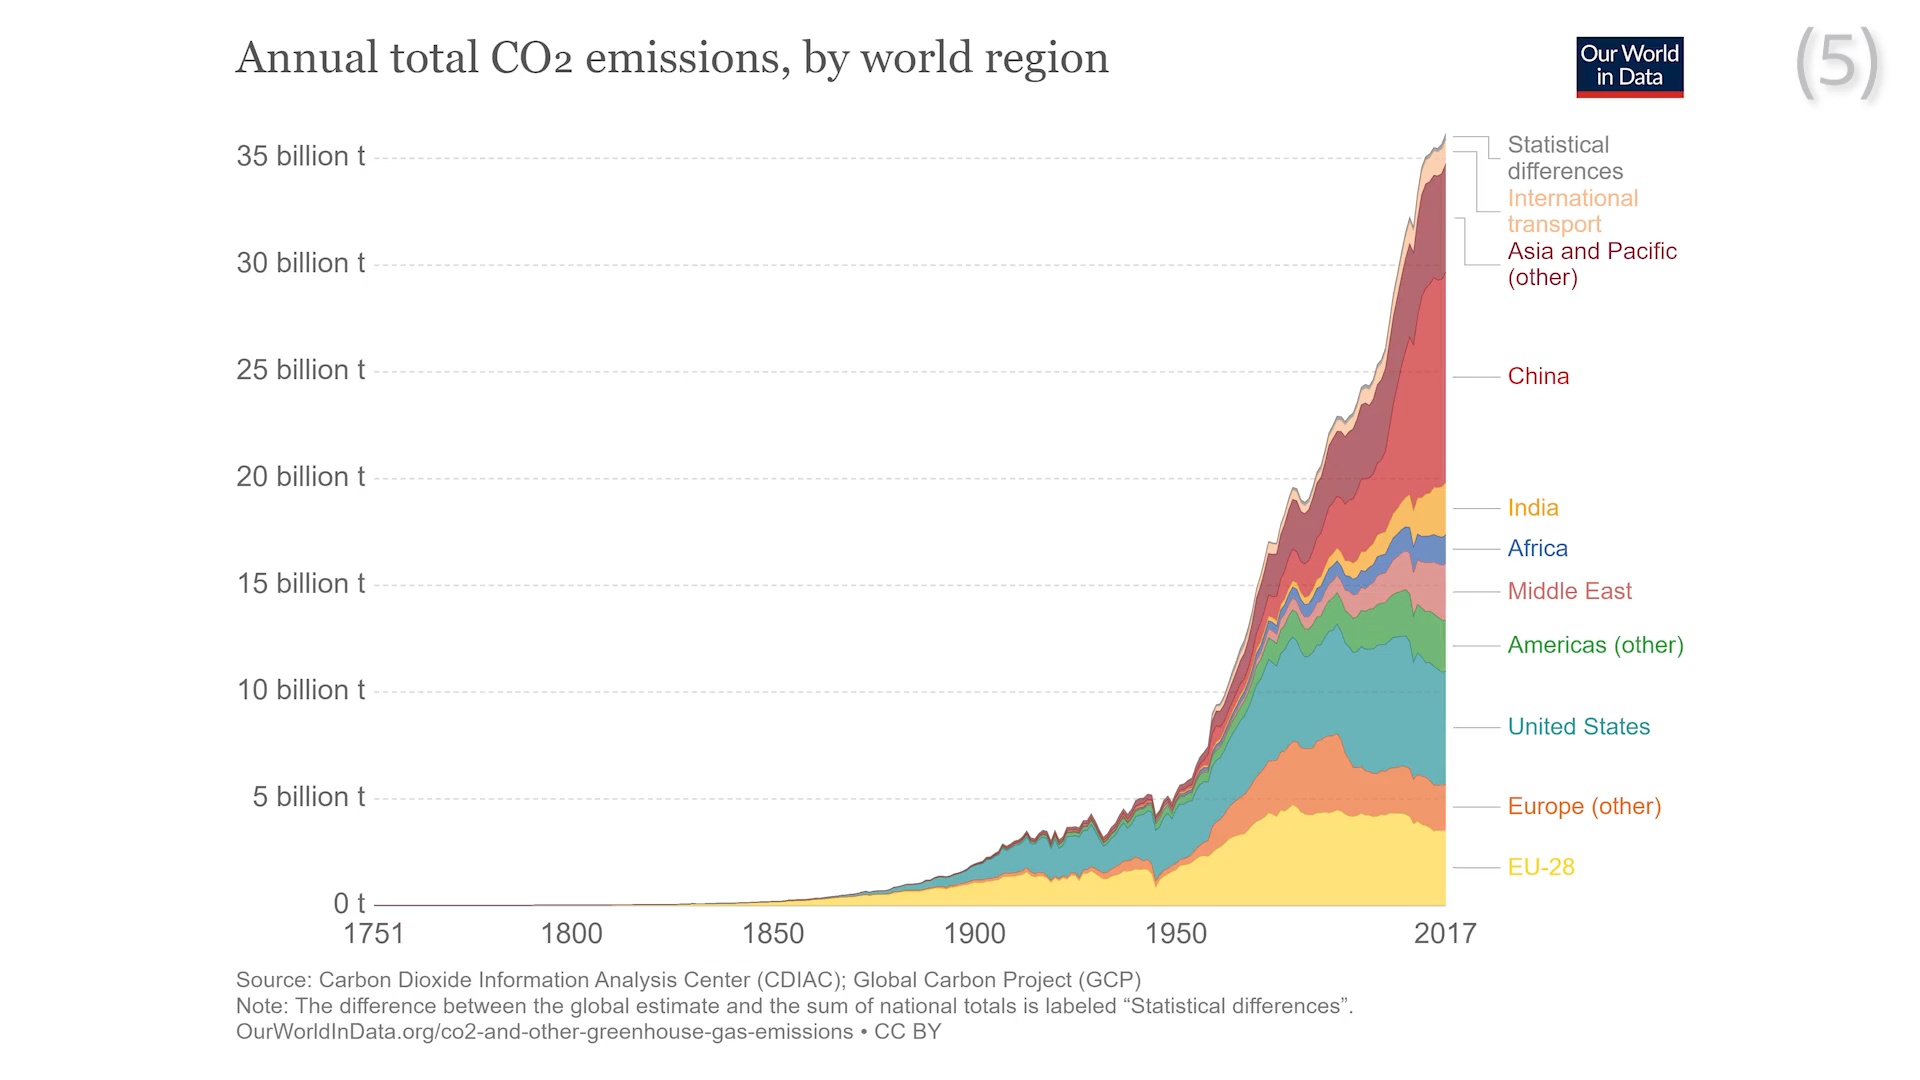 Annual total CO2 emissions, by world region
Our World
in Data
(5)
35 billion t
30 billion t
25 billion t
20 billion t
15 billion t
10 billion t
5 billion t
0 t
1751
1800
1850
1900
1950
2017
Statistical
differences
International
transport
Asia and Pacific
(other)
China
India
Africa
Middle East
Americas (other)
United States
Europe (other)
EU-28
Source: Carbon Dioxide Information Analysis Center (CDIAC); Global Carbon Project (GCP)
Note: The difference between the global estimate and the sum of national totals is labeled “Statistical differences”.
OurWorldInData.org/co2-and-other-greenhouse-gas-emissions • CC BY